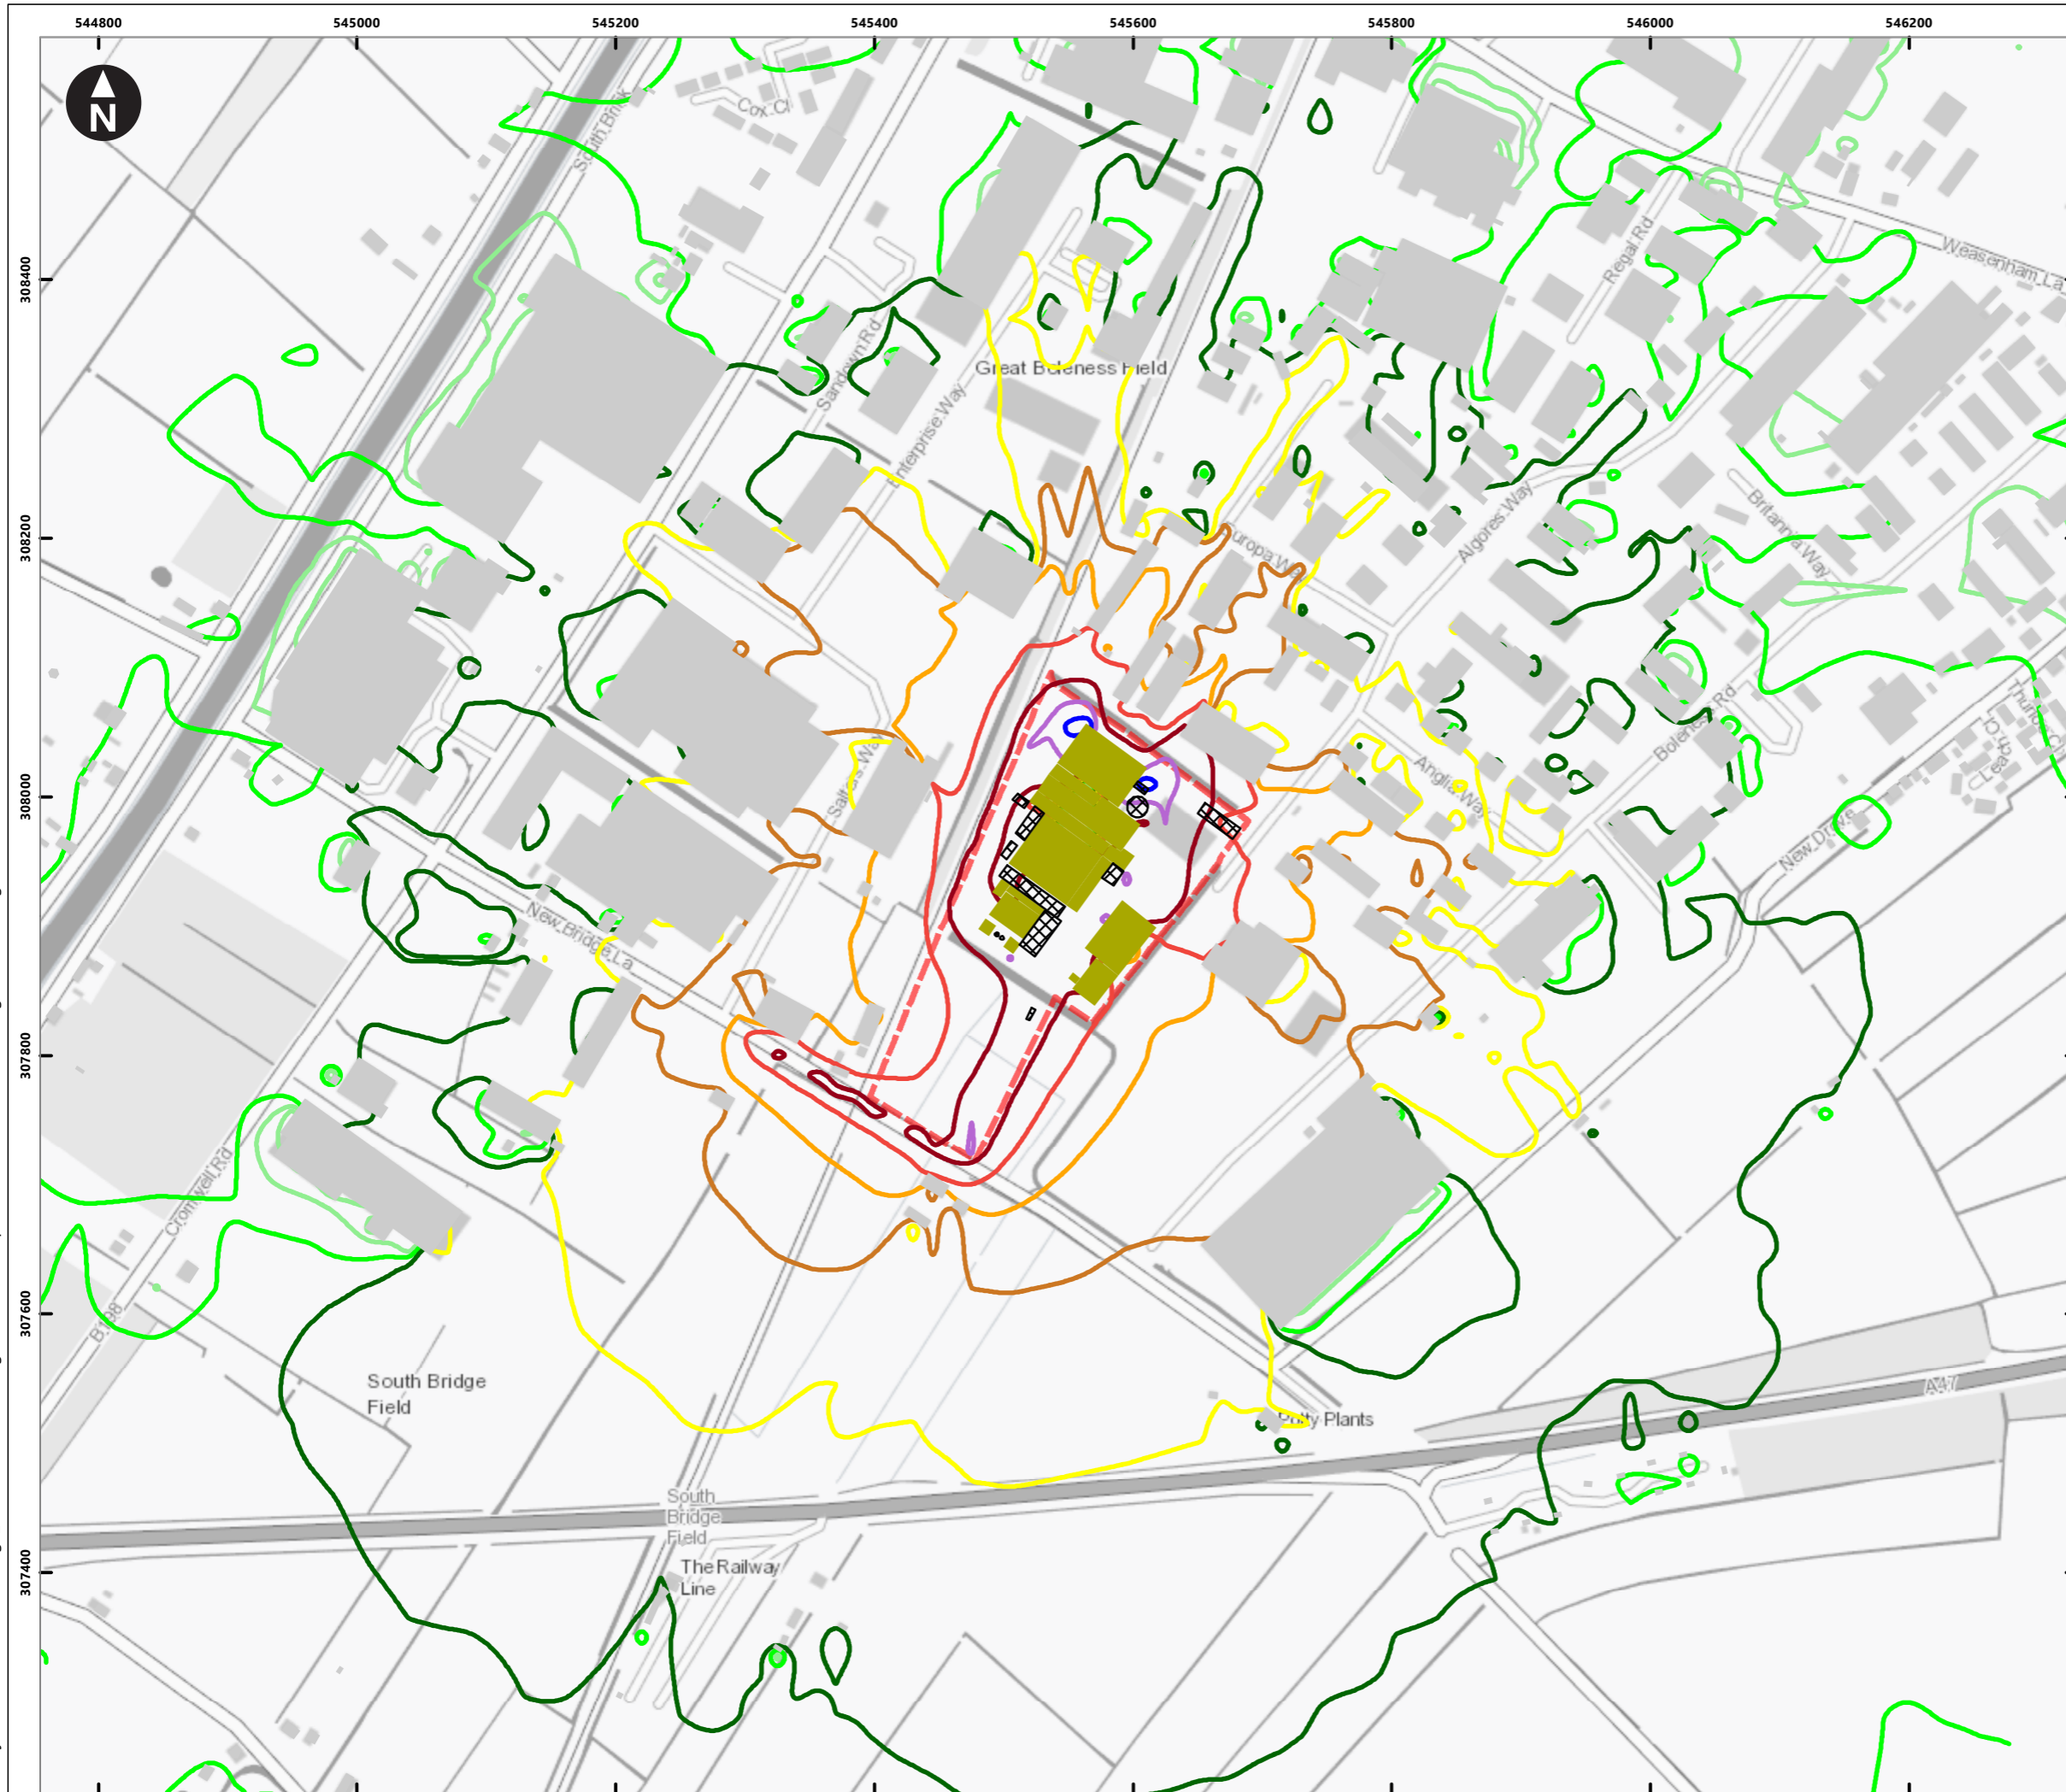 544800 545000 545200 545400 545600 545800 546000 546200
N
South Brink
Cox Cl
308400
Regal Rd
Weasenham La
Sandown Rd
Great Boleness Field
Enterprise Way
308200
Europa Way
Algores Way
Britannia Way
Boleness Rd
308000
Salters Way
Anglia Way
New Drove
New Bridge La
307800
Cromwell Rd
307600
B198
South Bridge
Field
A47
Potty Plants
South
Bridge
Field
307400
The Railway
Line